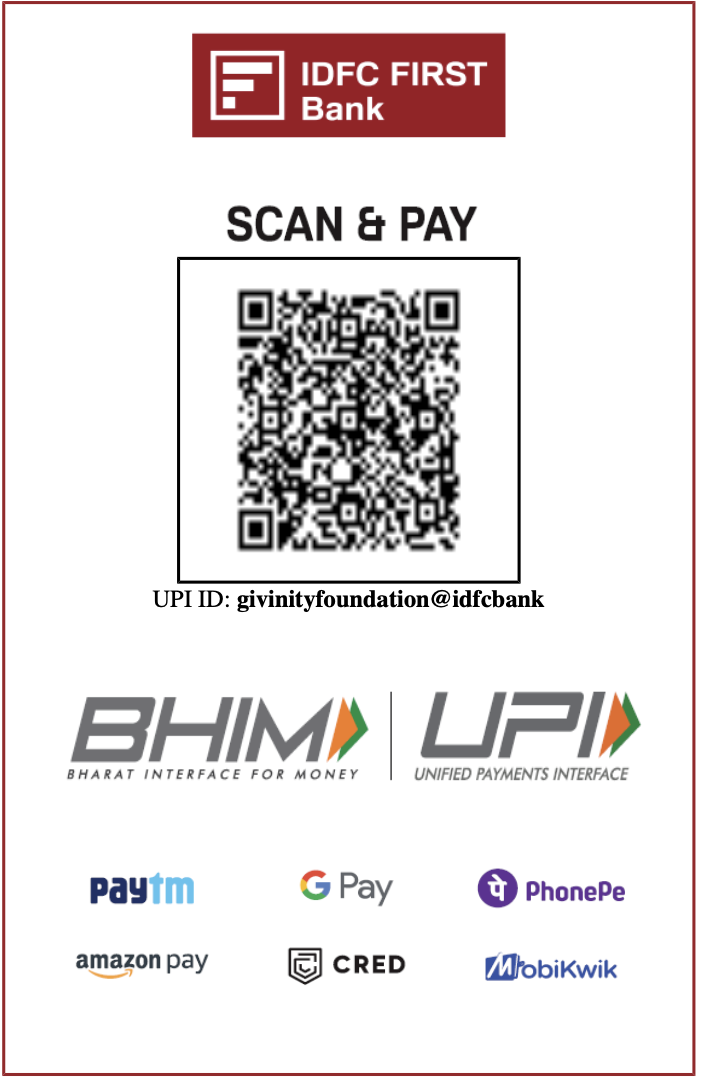 IDFC FIRST
Bank
SCAN & PAY
UPI ID: givinityfoundation@idfcbank
BHIM
BHARAT INTERFACE FOR MONEY
UPI
UNIFIED PAYMENTS INTERFACE
paytm
G Pay
पे PhonePe
amazon pay
CRED
MobiKwik